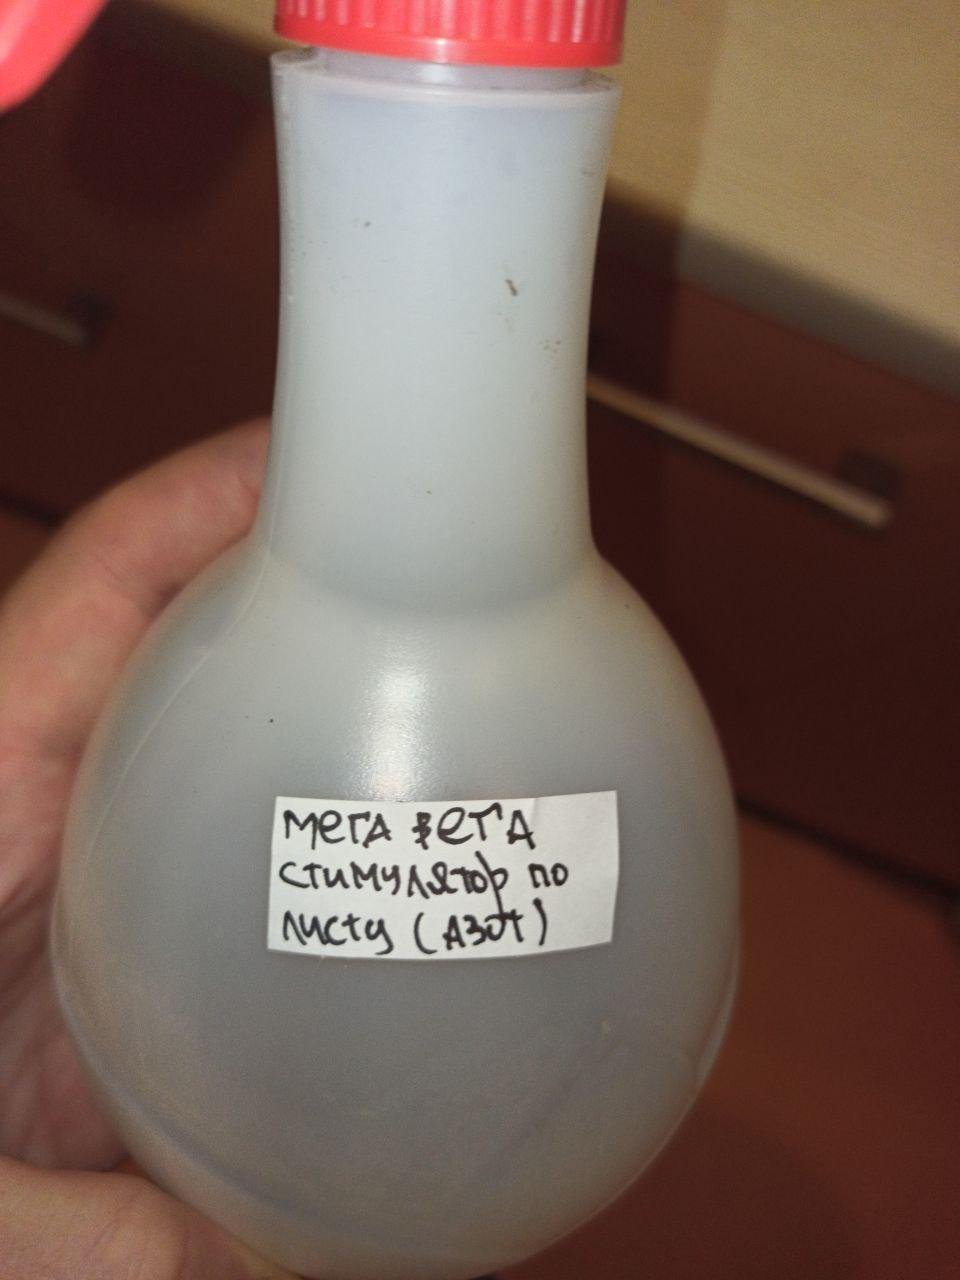 мегА вегА
стимулятор по
листу (Азот)